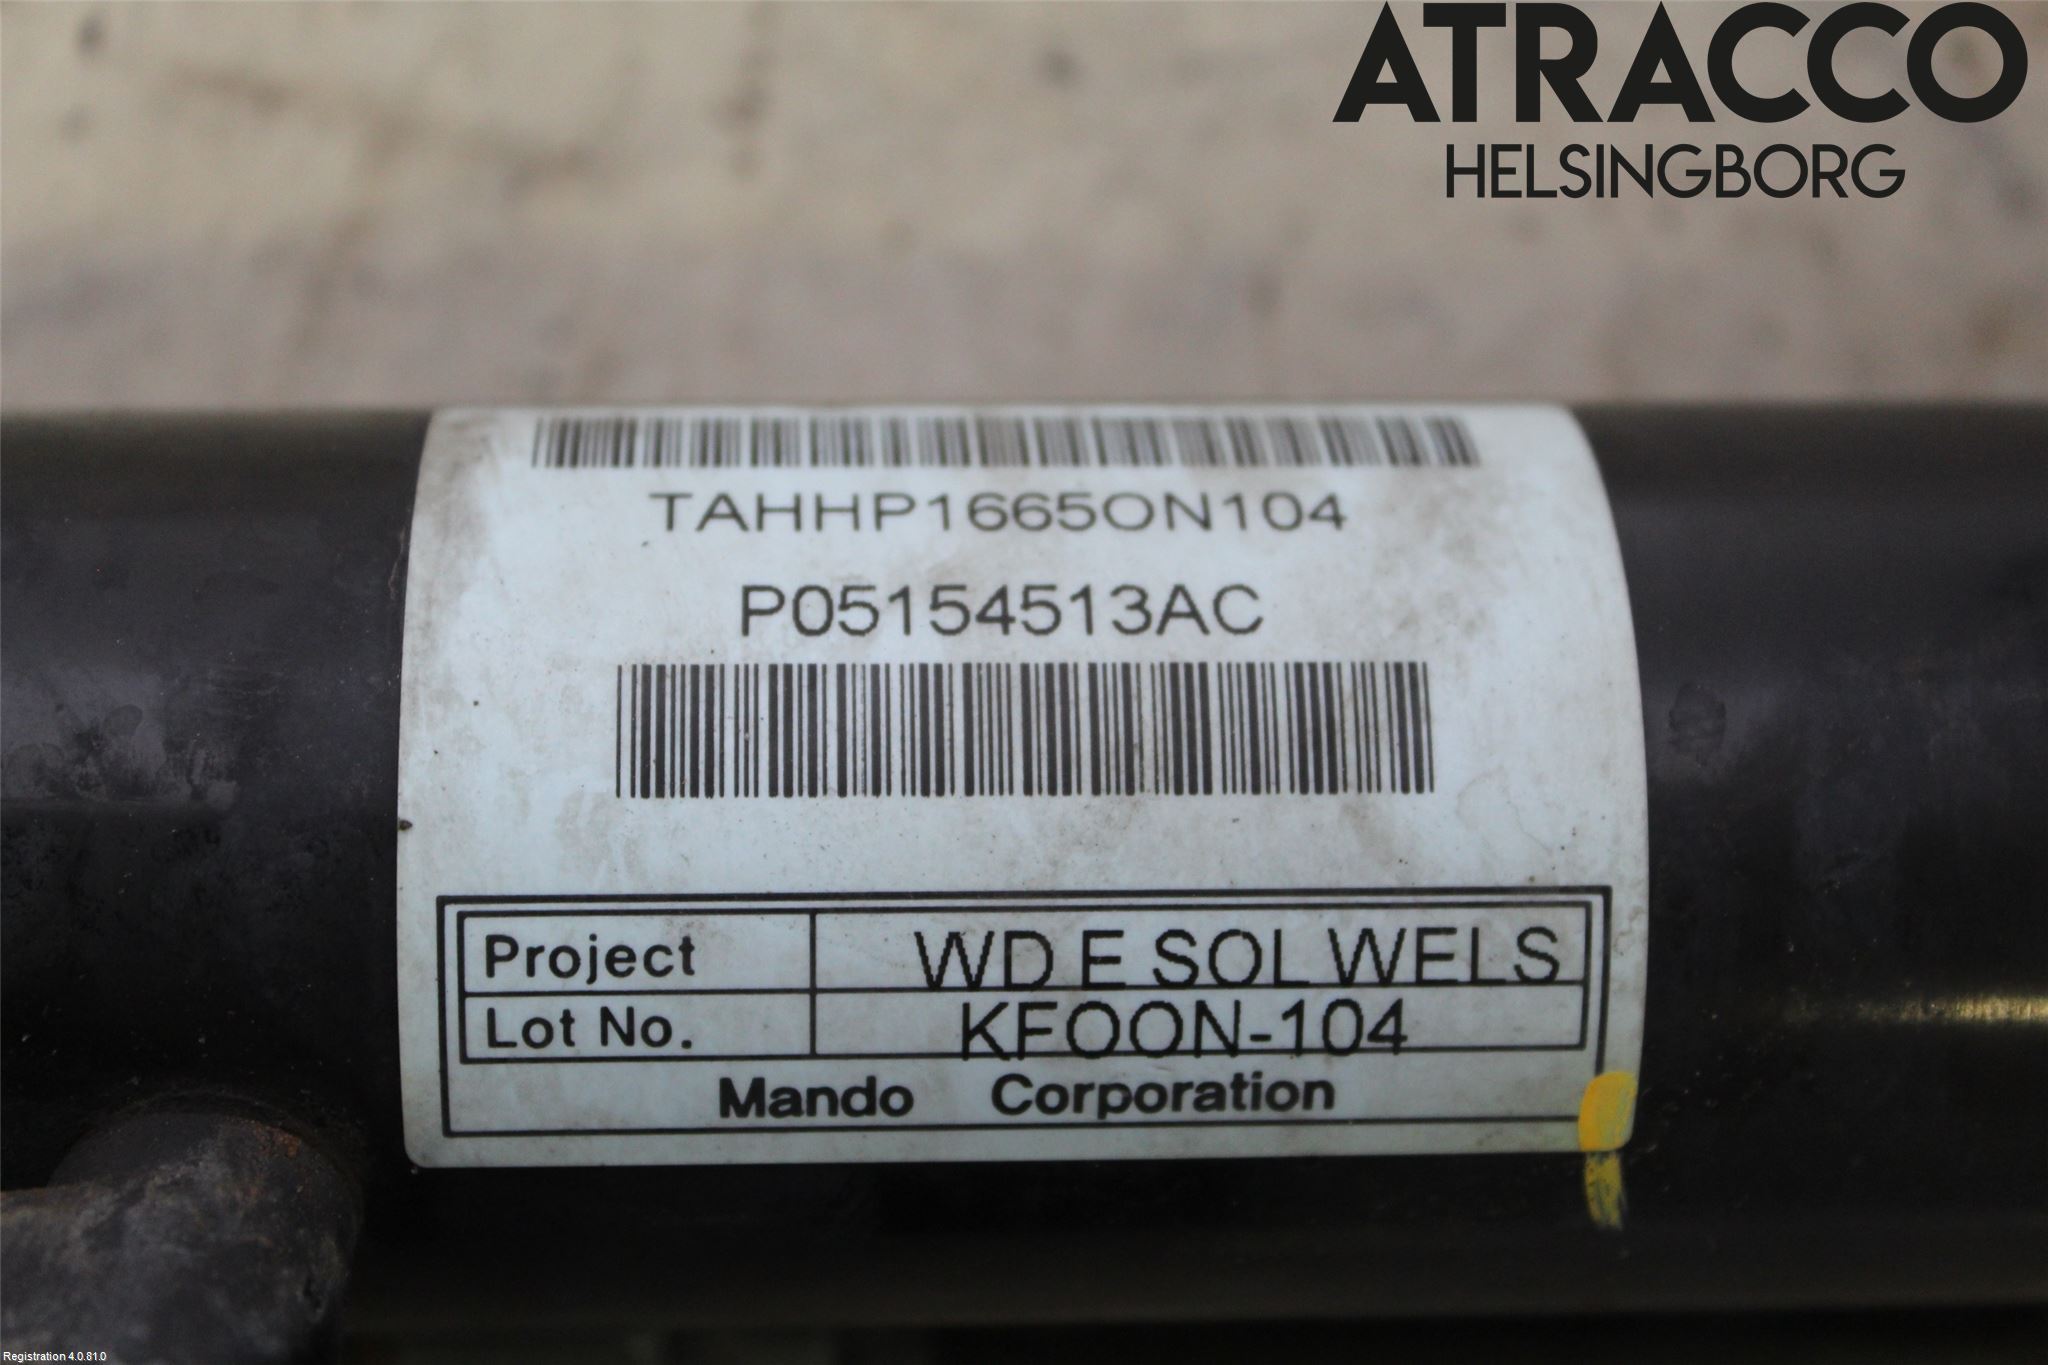 ATRACCO
HELSINGBORG
TAHHP1665ON104
P05154513AC
Project WD E SOL WELS
Lot No. KFOON-104
Mando Corporation
Registration 4.0.81.0